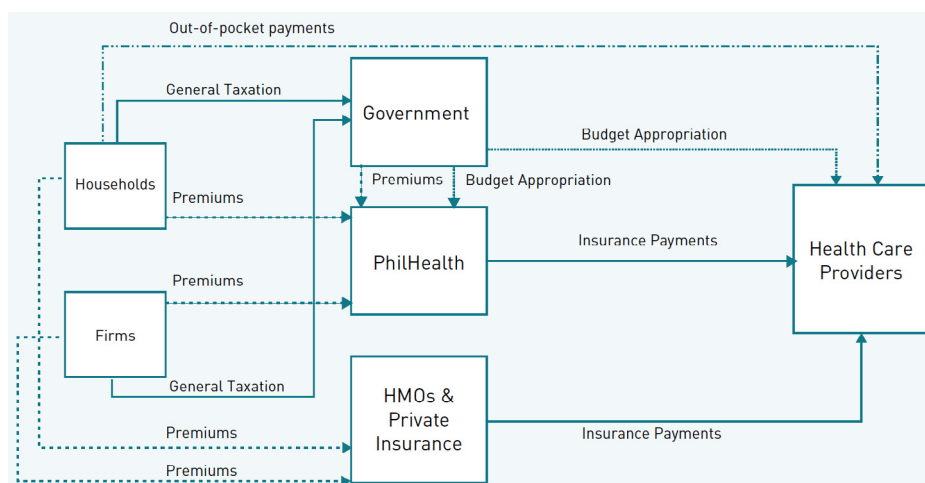 Out-of-pocket payments
General Taxation
Government
Budget Appropriation
Households
Premiums
Budget Appropriation
Premiums
PhilHealth
Insurance Payments
Health Care
Providers
Premiums
Firms
General Taxation
HMOs &
Private
Insurance
Premiums
Insurance Payments
Premiums